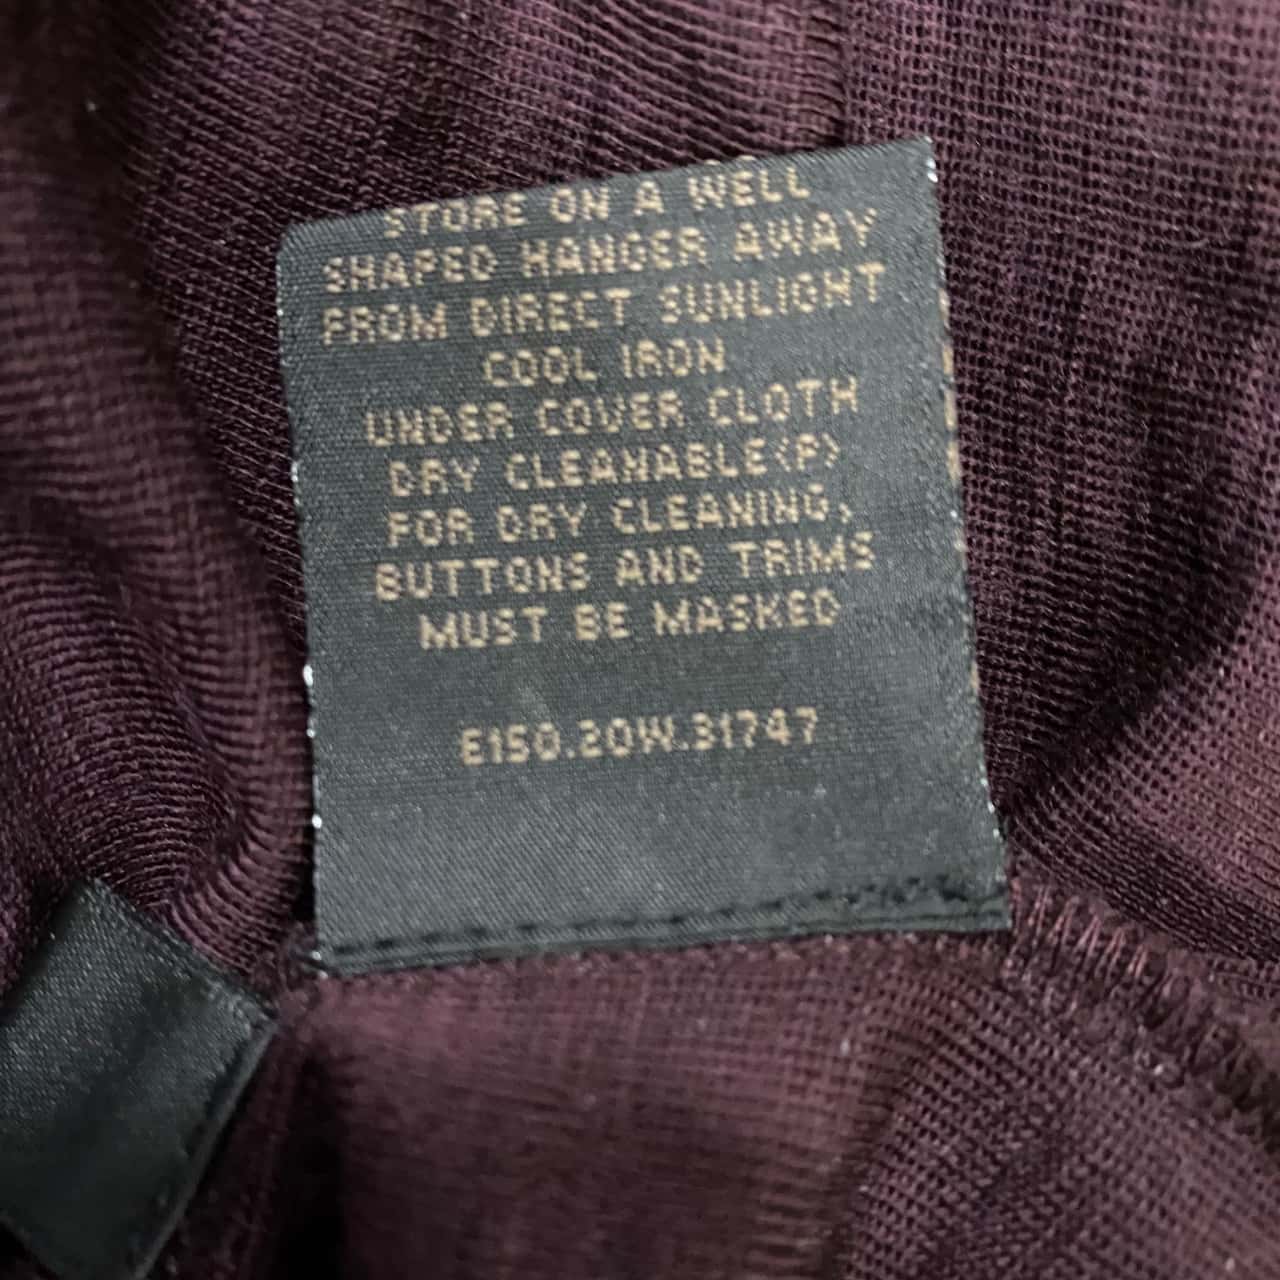 STORE ON A WELL
SHAPED HANGER AWAY
FROM DIRECT SUNLIGHT
COOL IRON
UNDER COVER CLOTH
DRY CLEANABLE(P)
FOR DRY CLEANING,
BUTTONS AND TRIMS
MUST BE MASKED
E150.20W.31747